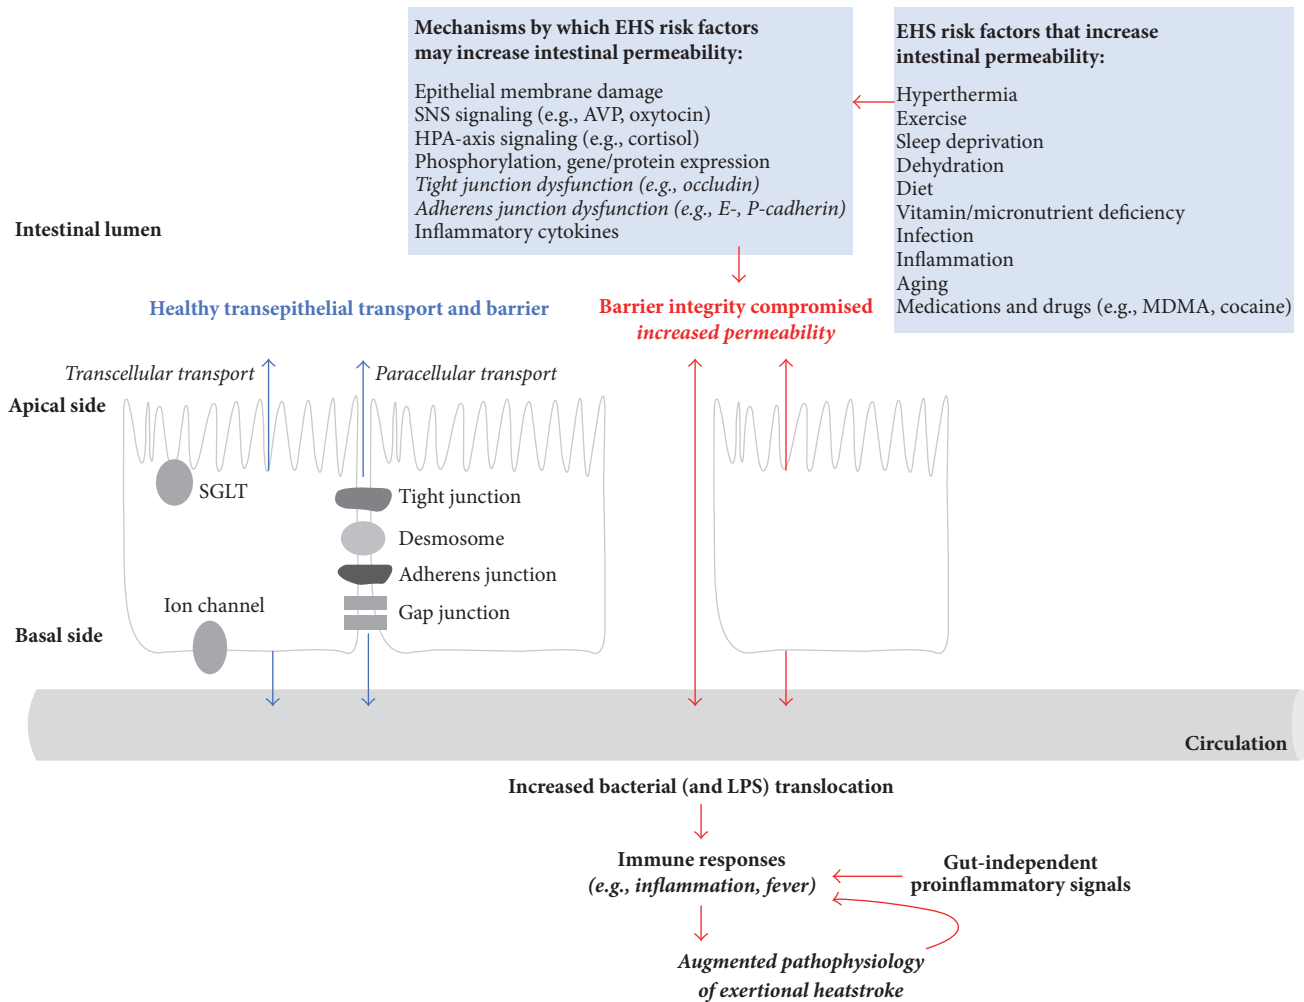 Mechanisms by which EHS risk factors
may increase intestinal permeability:
Epithelial membrane damage
SNS signaling (e.g., AVP, oxytocin)
HPA-axis signaling (e.g., cortisol)
Phosphorylation, gene/protein expression
Tight junction dysfunction (e.g., occludin)
Adherens junction dysfunction (e.g., E-, P-cadherin)
Inflammatory cytokines
EHS risk factors that increase
intestinal permeability:
Hyperthermia
Exercise
Sleep deprivation
Dehydration
Diet
Vitamin/micronutrient deficiency
Infection
Inflammation
Aging
Medications and drugs (e.g., MDMA, cocaine)
Intestinal lumen
Healthy transepithelial transport and barrier
Barrier integrity compromised
increased permeability
Transcellular transport
Paracellular transport
Apical side
SGLT
Tight junction
Desmosome
Adherens junction
Ion channel
Gap junction
Basal side
Circulation
Increased bacterial (and LPS) translocation
Immune responses
(e.g., inflammation, fever)
Gut-independent
proinflammatory signals
Augmented pathophysiology
of exertional heatstroke